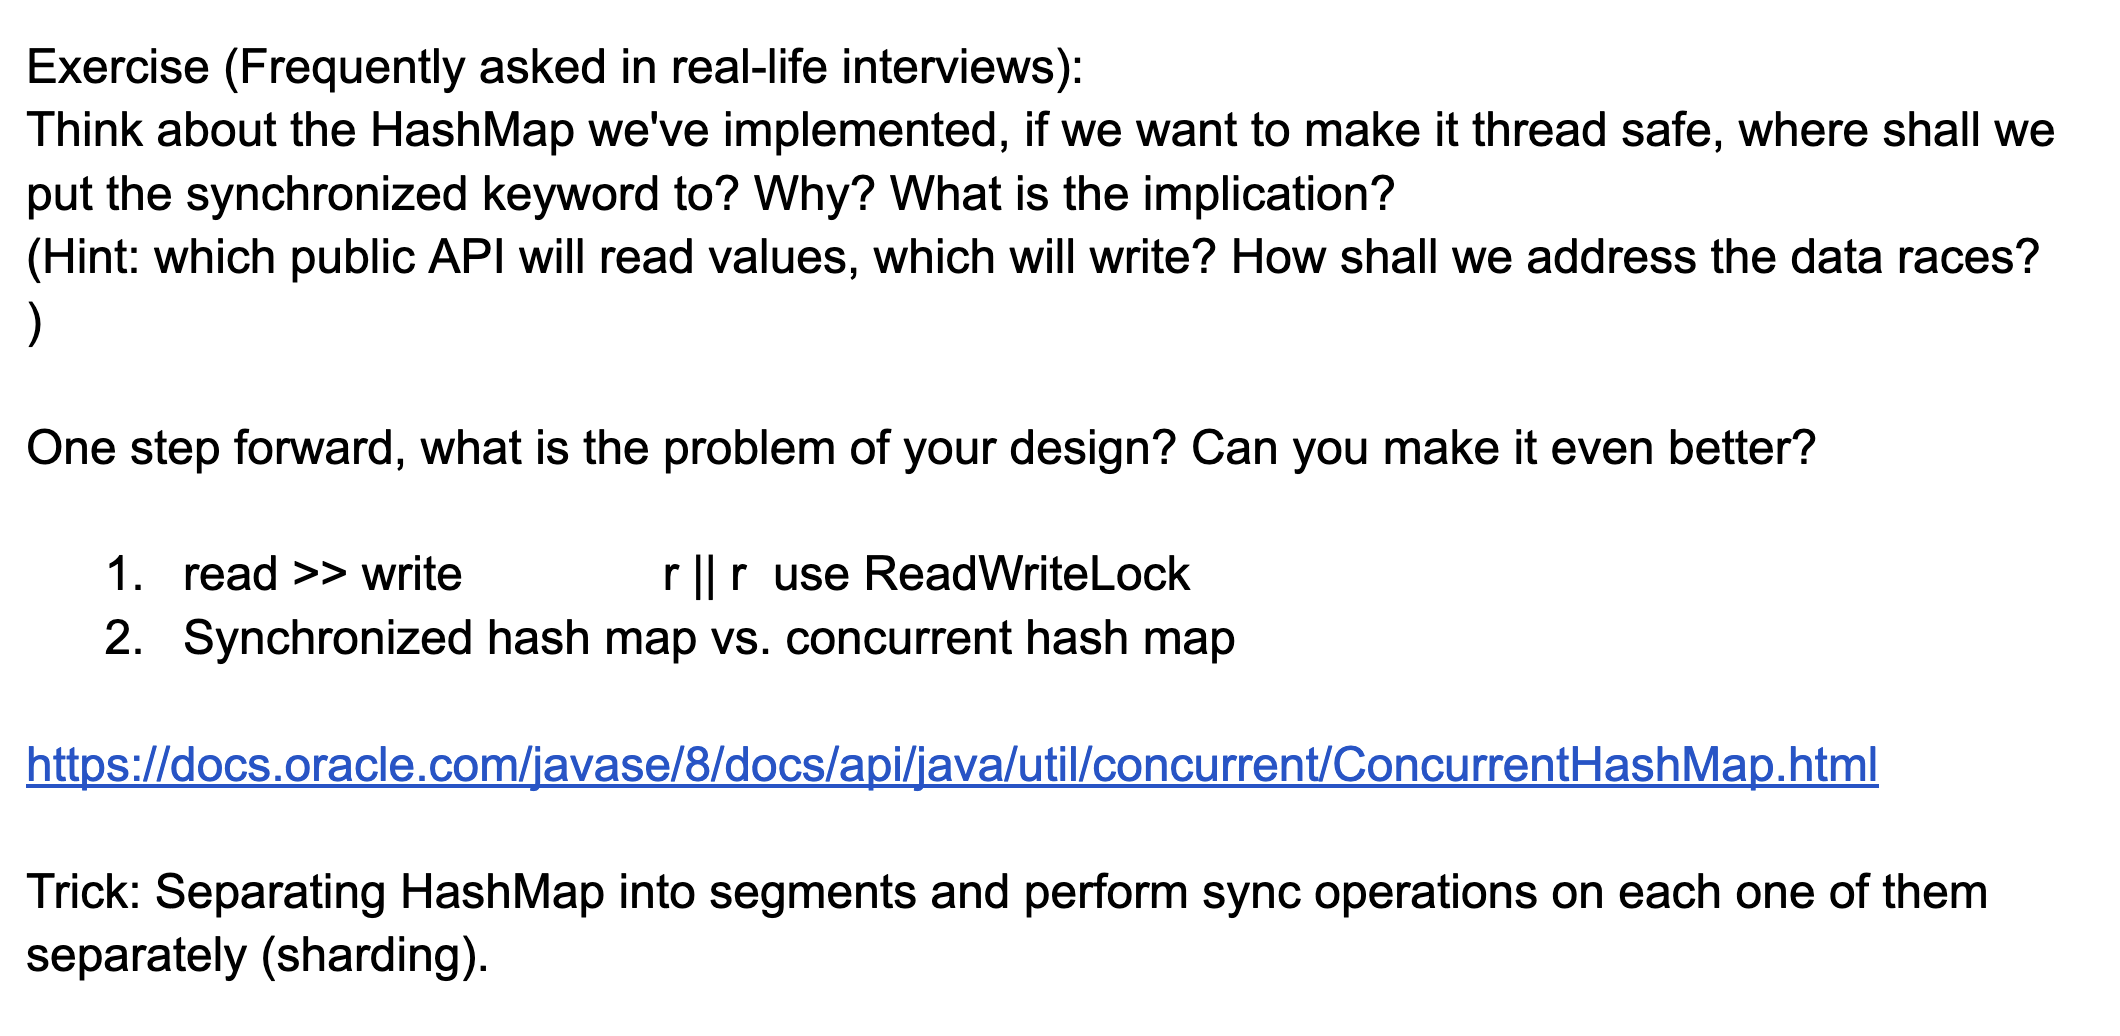 Exercise (Frequently asked in real-life interviews):
Think about the HashMap we've implemented, if we want to make it thread safe, where shall we
put the synchronized keyword to? Why? What is the implication?
(Hint: which public API will read values, which will write? How shall we address the data races?
)
One step forward, what is the problem of your design? Can you make it even better?
1. read >> write r || r use ReadWriteLock
2. Synchronized hash map vs. concurrent hash map
https://docs.oracle.com/javase/8/docs/api/java/util/concurrent/ConcurrentHashMap.html
Trick: Separating HashMap into segments and perform sync operations on each one of them
separately (sharding).